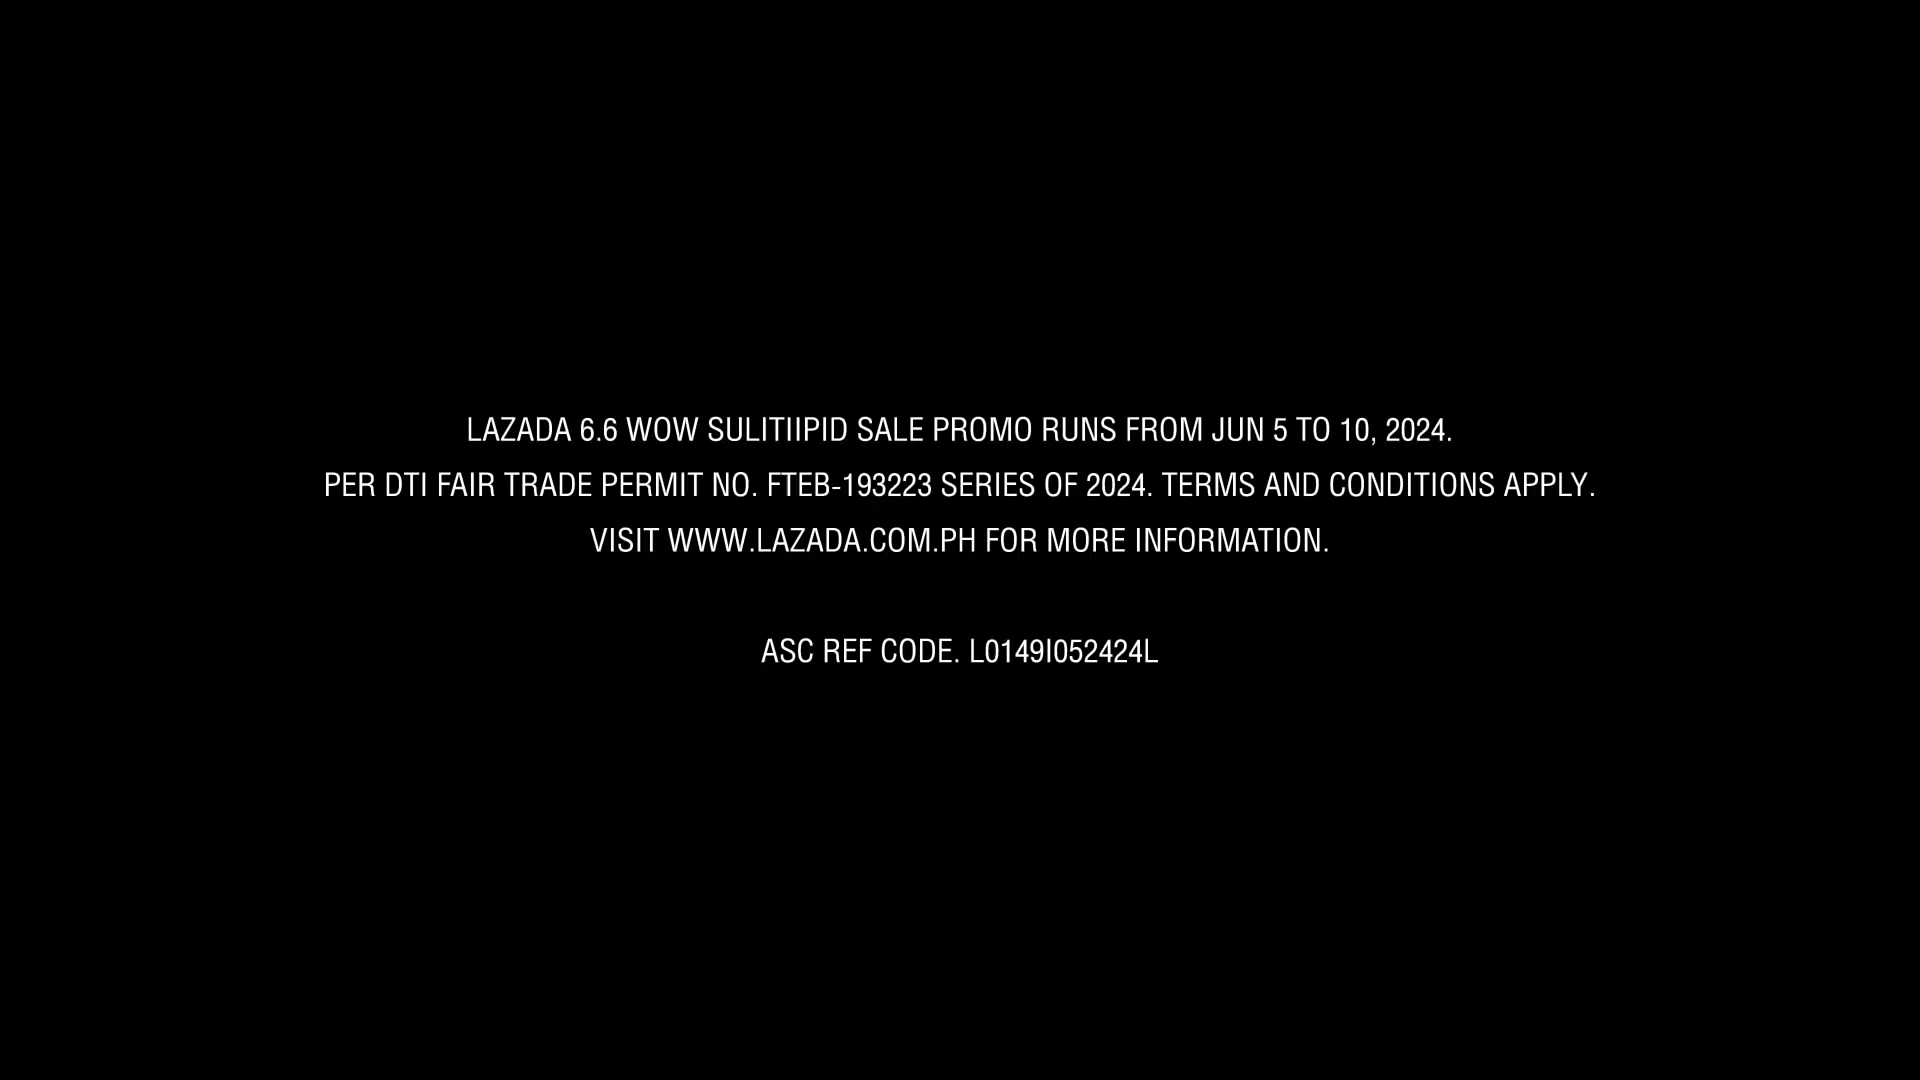 LAZADA 6.6 WOW SULITIIPID SALE PROMO RUNS FROM JUN 5 TO 10, 2024.
PER DTI FAIR TRADE PERMIT NO. FTEB-193223 SERIES OF 2024. TERMS AND CONDITIONS APPLY.
VISIT WWW.LAZADA.COM.PH FOR MORE INFORMATION.
ASC REF CODE. L0149I052424L